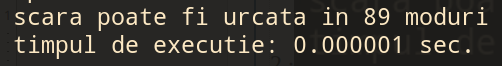 scara poate fi urcata in 89 moduri
timpul de executie: 0.000001 sec.